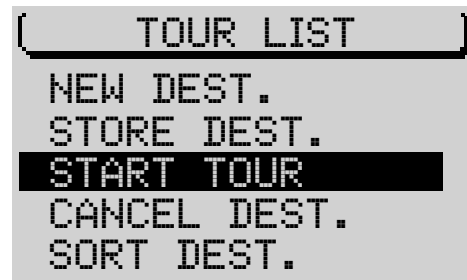 TOUR LIST
NEW DEST.
STORE DEST.
START TOUR
CANCEL DEST.
SORT DEST.